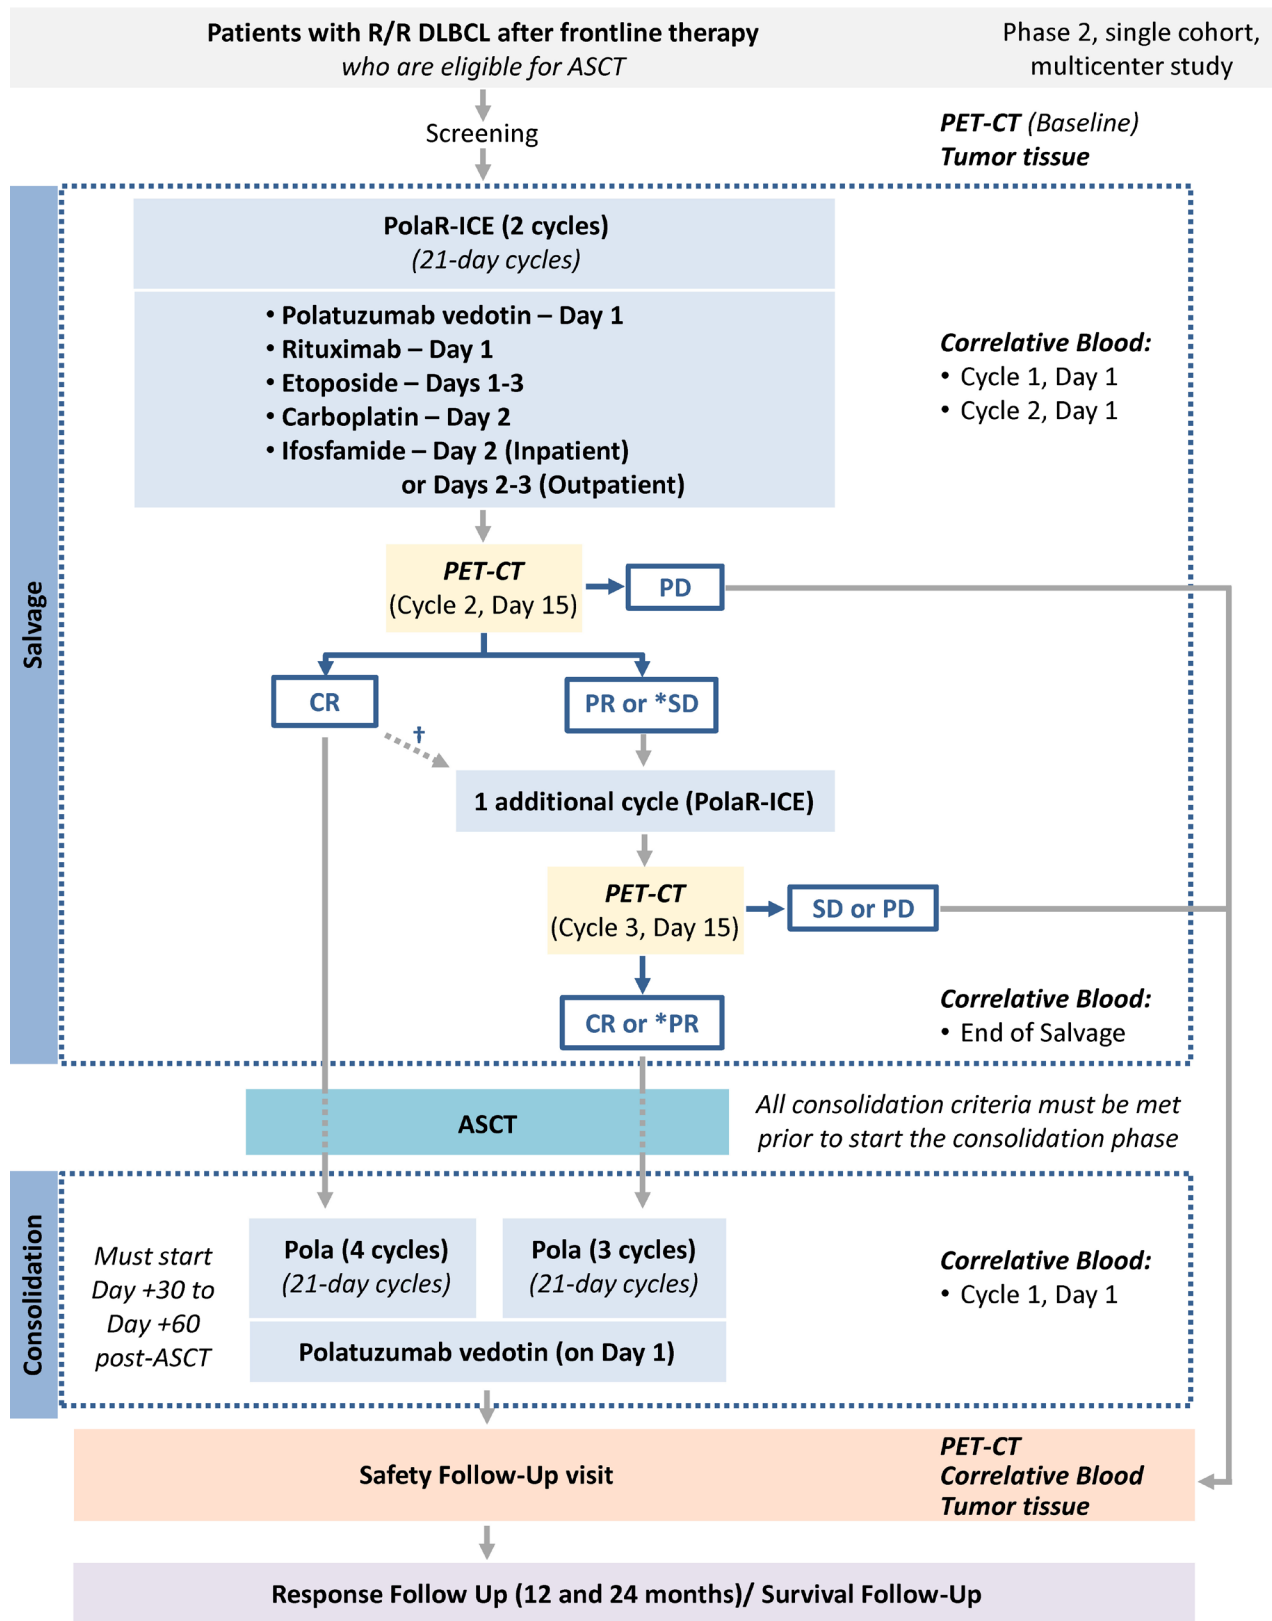 Patients with R/R DLBCL after frontline therapy
who are eligible for ASCT
Phase 2, single cohort,
multicenter study
Screening
PET-CT (Baseline)
Tumor tissue
Salvage
PolaR-ICE (2 cycles)
(21-day cycles)
• Polatuzumab vedotin – Day 1
• Rituximab – Day 1
• Etoposide – Days 1-3
• Carboplatin – Day 2
• Ifosfamide – Day 2 (Inpatient)
or Days 2-3 (Outpatient)
Correlative Blood:
• Cycle 1, Day 1
• Cycle 2, Day 1
PET-CT
(Cycle 2, Day 15)
PD
CR
PR or *SD
†
1 additional cycle (PolaR-ICE)
PET-CT
(Cycle 3, Day 15)
SD or PD
CR or *PR
Correlative Blood:
• End of Salvage
ASCT
All consolidation criteria must be met
prior to start the consolidation phase
Consolidation
Must start
Day +30 to
Day +60
post-ASCT
Pola (4 cycles)
(21-day cycles)
Pola (3 cycles)
(21-day cycles)
Polatuzumab vedotin (on Day 1)
Correlative Blood:
• Cycle 1, Day 1
Safety Follow-Up visit
PET-CT
Correlative Blood
Tumor tissue
Response Follow Up (12 and 24 months)/ Survival Follow-Up